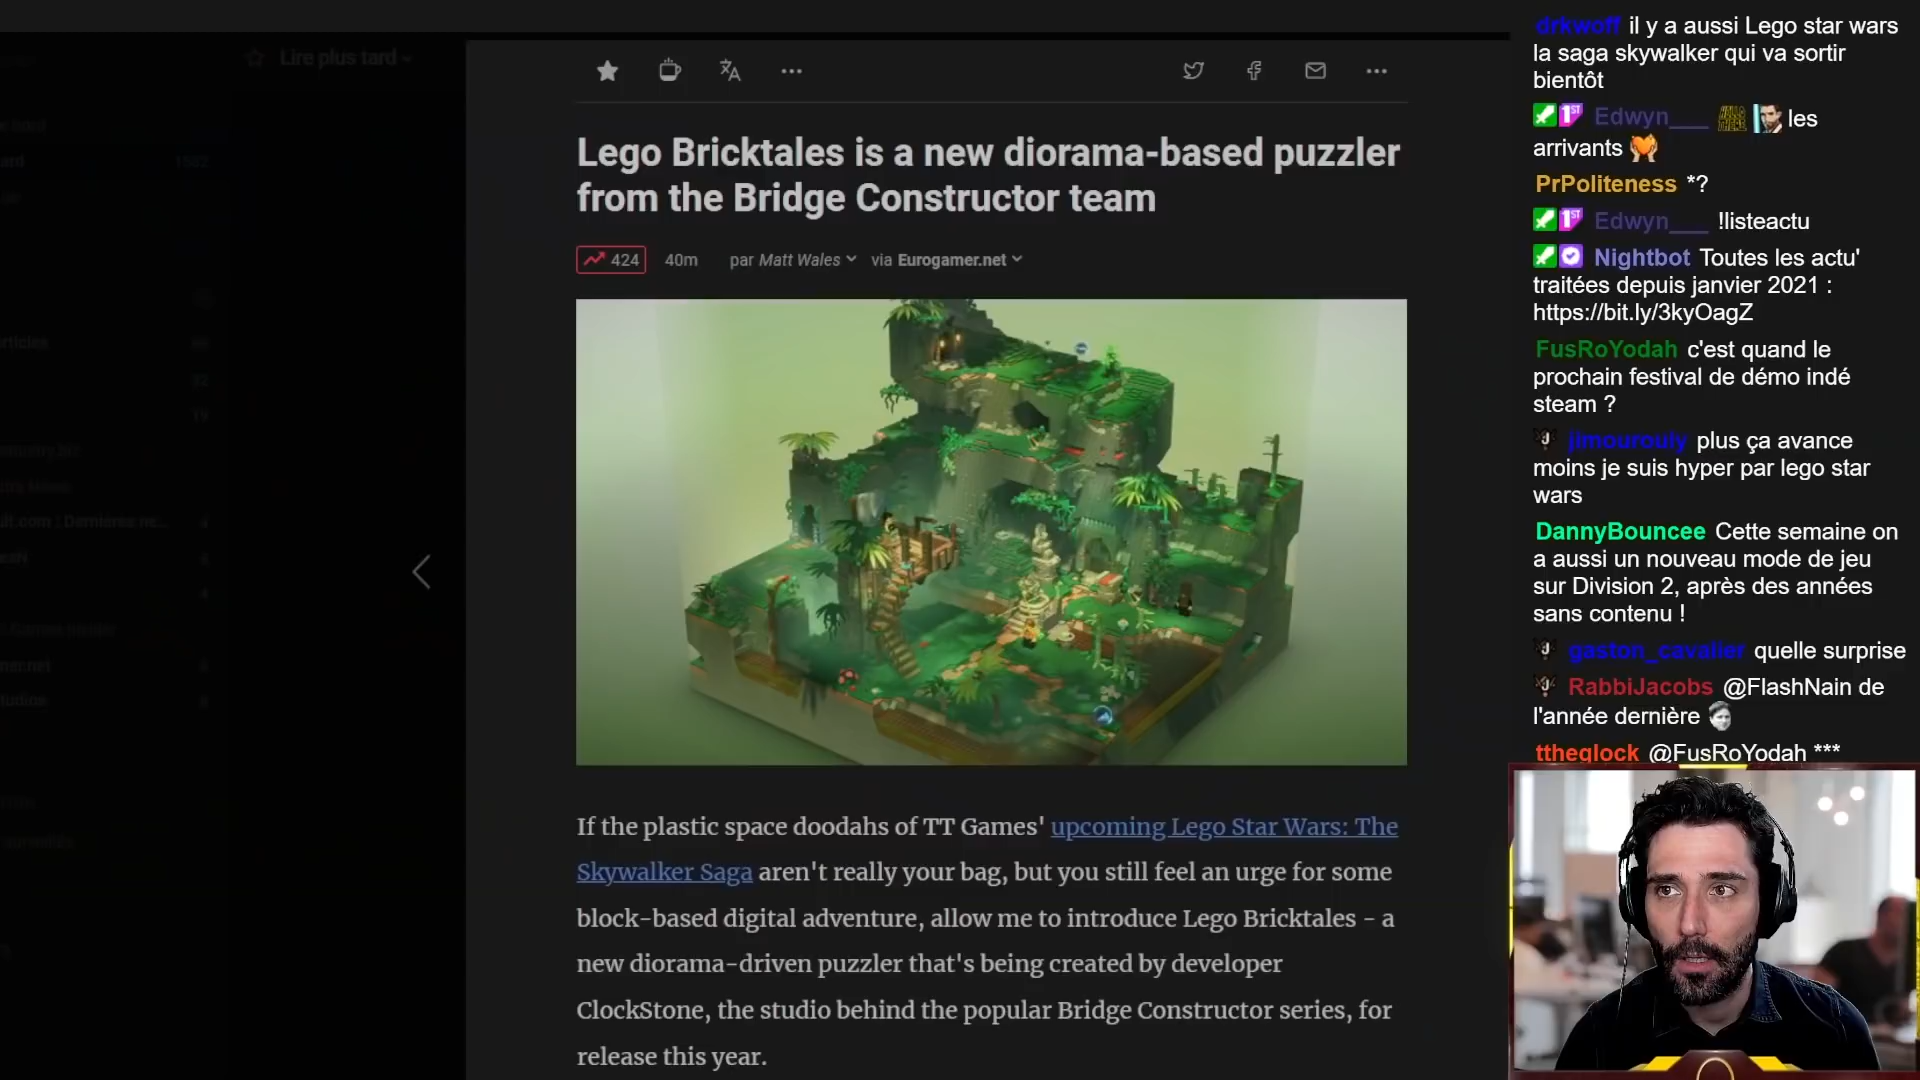 Lire plus tard
1582
Lego Bricktales is a new diorama-based puzzler
from the Bridge Constructor team
424 40m par Matt Wales via Eurogamer.net
If the plastic space doodahs of TT Games' upcoming Lego Star Wars: The
Skywalker Saga aren't really your bag, but you still feel an urge for some
block-based digital adventure, allow me to introduce Lego Bricktales - a
new diorama-driven puzzler that's being created by developer
ClockStone, the studio behind the popular Bridge Constructor series, for
release this year.
drkwoff il y a aussi Lego star wars
la saga skywalker qui va sortir
bientôt
Edwyn___ les
arrivants
PrPoliteness *?
Edwyn___ !listeactu
Nightbot Toutes les actu'
traitées depuis janvier 2021 :
https://bit.ly/3kyOagZ
FusRoYodah c'est quand le
prochain festival de démo indé
steam ?
jimourouly plus ça avance
moins je suis hyper par lego star
wars
DannyBouncee Cette semaine on
a aussi un nouveau mode de jeu
sur Division 2, après des années
sans contenu !
gaston_cavalier quelle surprise
RabbiJacobs @FlashNain de
l'année dernière
ttheglock @FusRoYodah ***